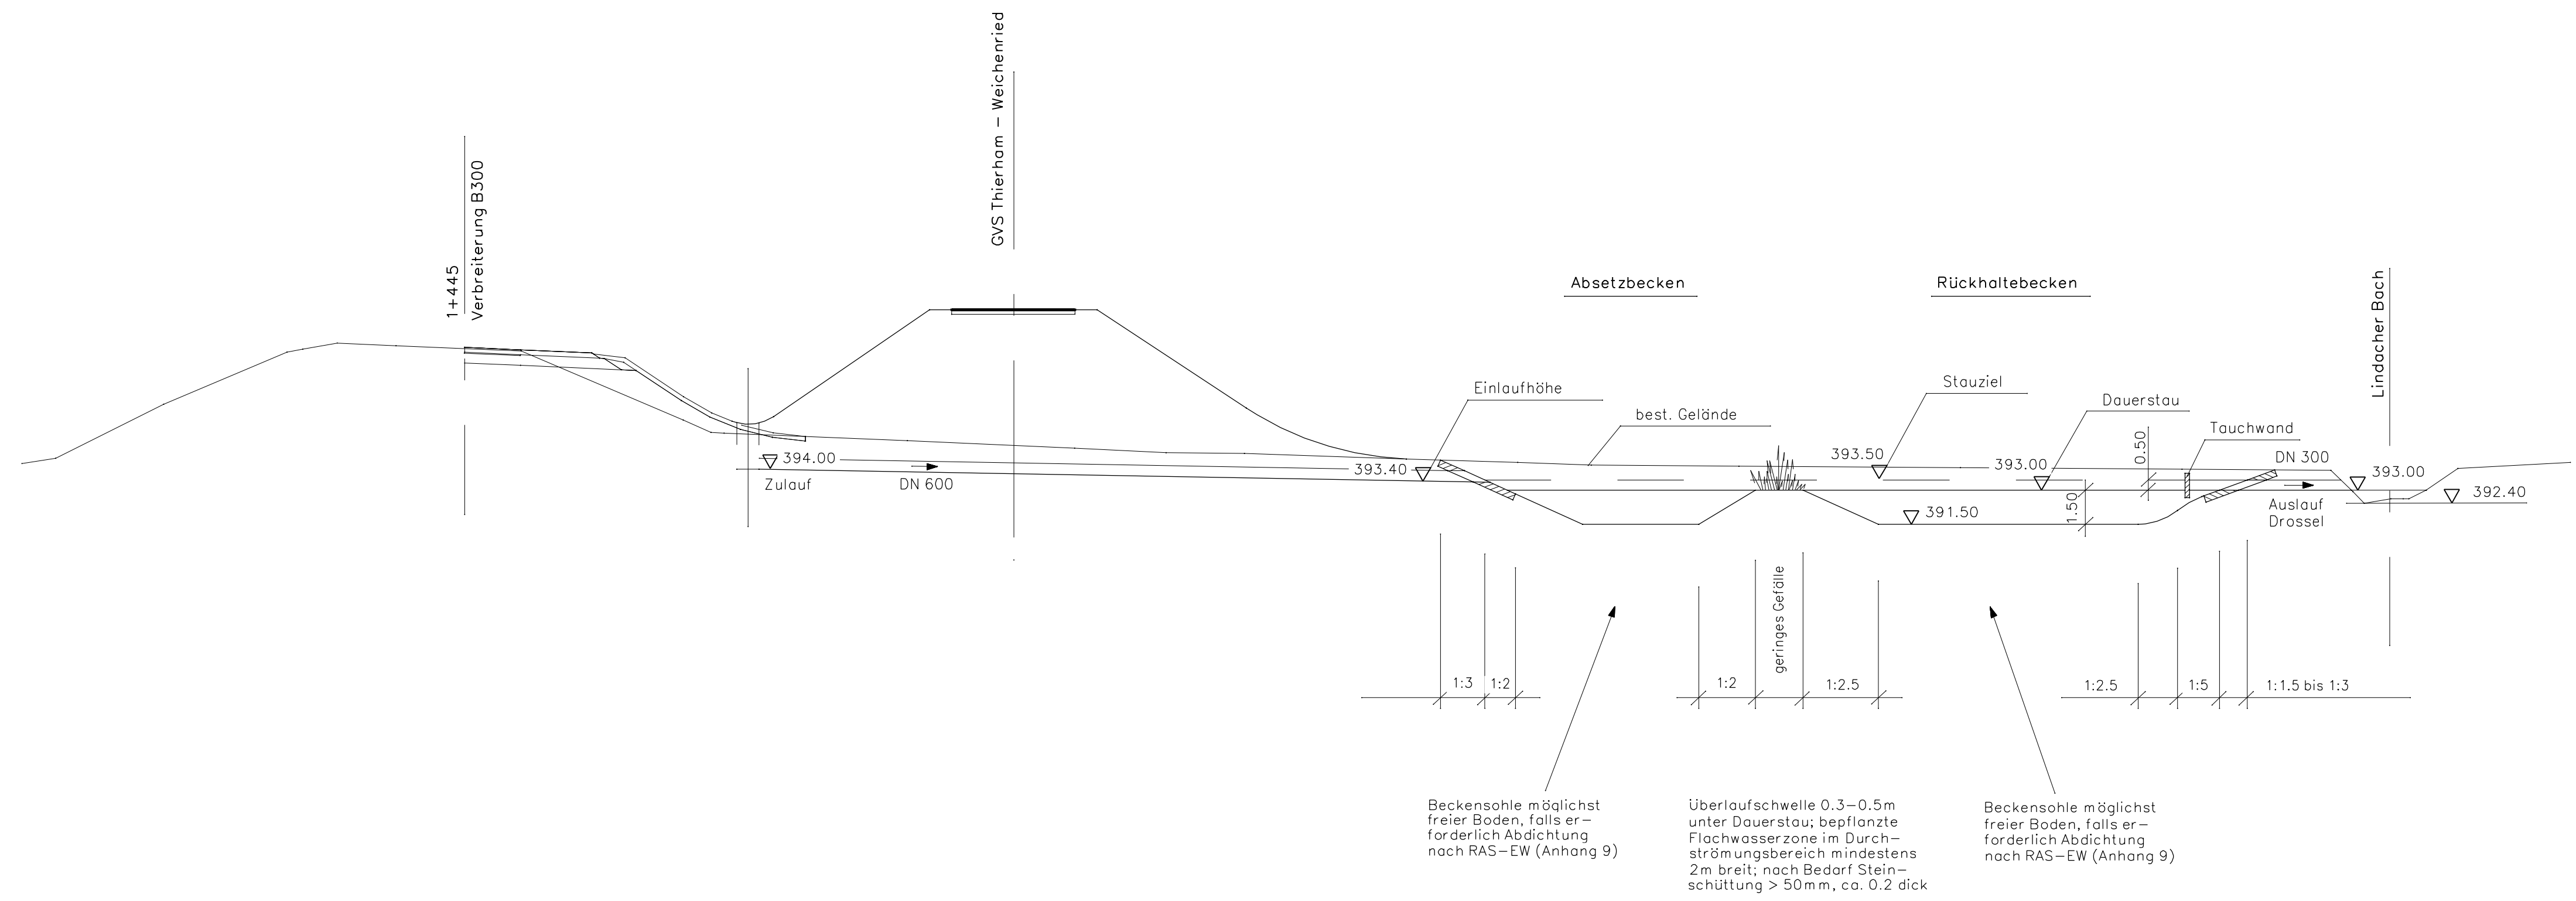 1+445
Verbreiterung B300
GVS Thierham – Weichenried
Absetzbecken
Rückhaltebecken
Lindacher Bach
Einlaufhöhe
best. Gelände
Stauziel
Dauerstau
Tauchwand
394.00
Zulauf
DN 600
393.40
393.50
393.00
0.50
DN 300
393.00
392.40
Auslauf
Drossel
391.50
1.50
geringes Gefälle
1:3
1:2
1:2
1:2.5
1:2.5
1:5
1:1.5 bis 1:3
Beckensohle möglichst
freier Boden, falls er–
forderlich Abdichtung
nach RAS–EW (Anhang 9)
Überlaufschwelle 0.3–0.5m
unter Dauerstau; bepflanzte
Flachwasserzone im Durch–
strömungsbereich mindestens
2m breit; nach Bedarf Stein–
schüttung > 50mm, ca. 0.2 dick
Beckensohle möglichst
freier Boden, falls er–
forderlich Abdichtung
nach RAS–EW (Anhang 9)